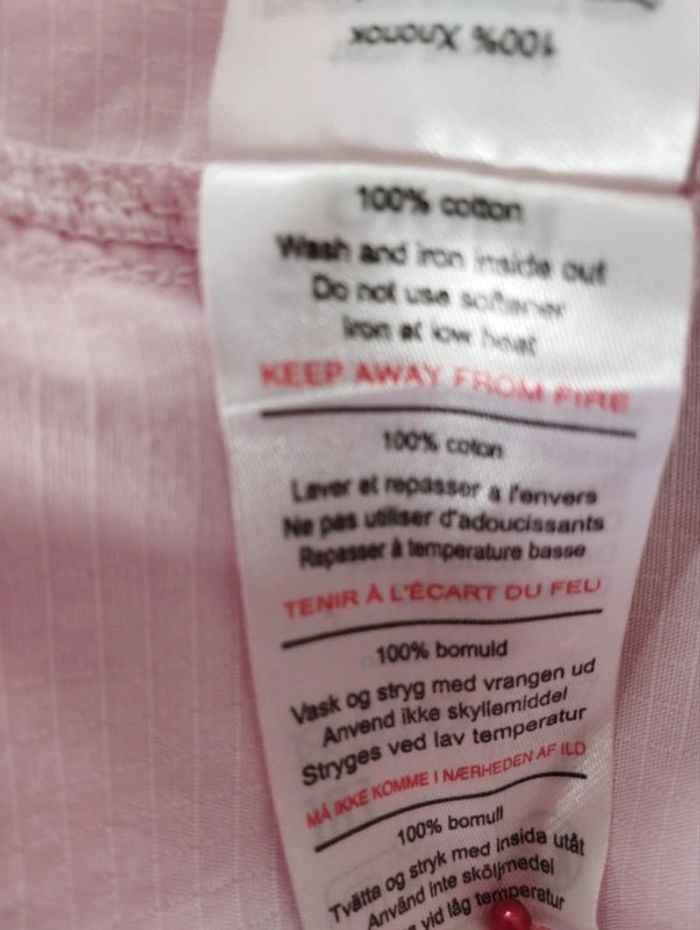 100% Хлопок
100% cotton
Wash and iron inside out
Do not use softener
Iron at low heat
KEEP AWAY FROM FIRE
100% coton
Laver et repasser a l'envers
Ne pas utiliser d'adoucissants
Repasser à temperature basse
TENIR À L'ÉCART DU FEU
100% bomuld
Vask og stryg med vrangen ud
Anvend ikke skyllemiddel
Stryges ved lav temperatur
MÅ IKKE KOMME I NÆRHEDEN AF ILD
100% bomull
Tvätta og stryk med insida utåt
Använd inte sköljmedel
vid låg temperatur